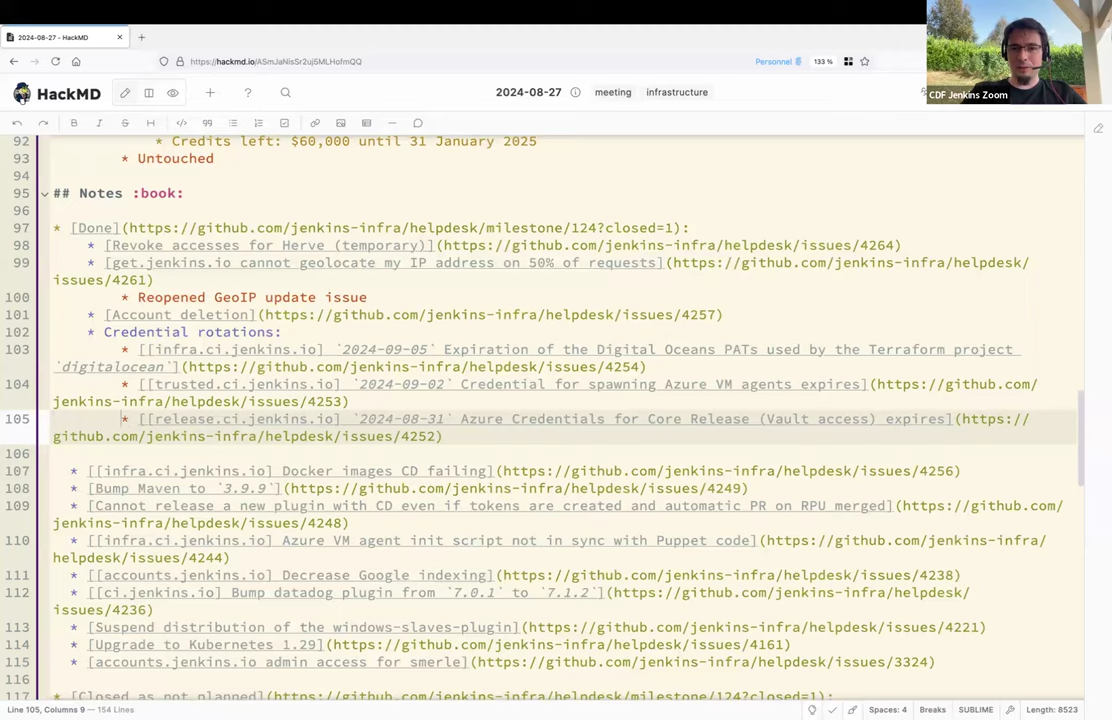 2024-08-27 - HackMD
https://hackmd.io/ASmJaNisSr2uj5MLHofmQQ
Personnel
133 %
CDF Jenkins Zoom
HackMD
2024-08-27
meeting
infrastructure
92 * Credits left: $60,000 until 31 January 2025
93 * Untouched
94
95 ## Notes :book:
96
97 * [Done](https://github.com/jenkins-infra/helpdesk/milestone/124?closed=1):
98 * [Revoke accesses for Herve (temporary)](https://github.com/jenkins-infra/helpdesk/issues/4264)
99 * [get.jenkins.io cannot geolocate my IP address on 50% of requests](https://github.com/jenkins-infra/helpdesk/
issues/4261)
100 * Reopened GeoIP update issue
101 * [Account deletion](https://github.com/jenkins-infra/helpdesk/issues/4257)
102 * Credential rotations:
103 * [[infra.ci.jenkins.io] `2024-09-05` Expiration of the Digital Oceans PATs used by the Terraform project
`digitalocean`](https://github.com/jenkins-infra/helpdesk/issues/4254)
104 * [[trusted.ci.jenkins.io] `2024-09-02` Credential for spawning Azure VM agents expires](https://github.com/
jenkins-infra/helpdesk/issues/4253)
105 * [[release.ci.jenkins.io] `2024-08-31` Azure Credentials for Core Release (Vault access) expires](https://
github.com/jenkins-infra/helpdesk/issues/4252)
106
107 * [[infra.ci.jenkins.io] Docker images CD failing](https://github.com/jenkins-infra/helpdesk/issues/4256)
108 * [Bump Maven to `3.9.9`](https://github.com/jenkins-infra/helpdesk/issues/4249)
109 * [Cannot release a new plugin with CD even if tokens are created and automatic PR on RPU merged](https://github.com/
jenkins-infra/helpdesk/issues/4248)
110 * [[infra.ci.jenkins.io] Azure VM agent init script not in sync with Puppet code](https://github.com/jenkins-infra/
helpdesk/issues/4244)
111 * [[accounts.jenkins.io] Decrease Google indexing](https://github.com/jenkins-infra/helpdesk/issues/4238)
112 * [[ci.jenkins.io] Bump datadog plugin from `7.0.1` to `7.1.2`](https://github.com/jenkins-infra/helpdesk/
issues/4236)
113 * [Suspend distribution of the windows-slaves-plugin](https://github.com/jenkins-infra/helpdesk/issues/4221)
114 * [Upgrade to Kubernetes 1.29](https://github.com/jenkins-infra/helpdesk/issues/4161)
115 * [accounts.jenkins.io admin access for smerle](https://github.com/jenkins-infra/helpdesk/issues/3324)
116
117 * [Closed as not planned](https://github.com/jenkins-infra/helpdesk/milestone/124?closed=1):
Line 105, Columns 9 — 154 Lines
Spaces: 4
Breaks
SUBLIME
Length: 8523